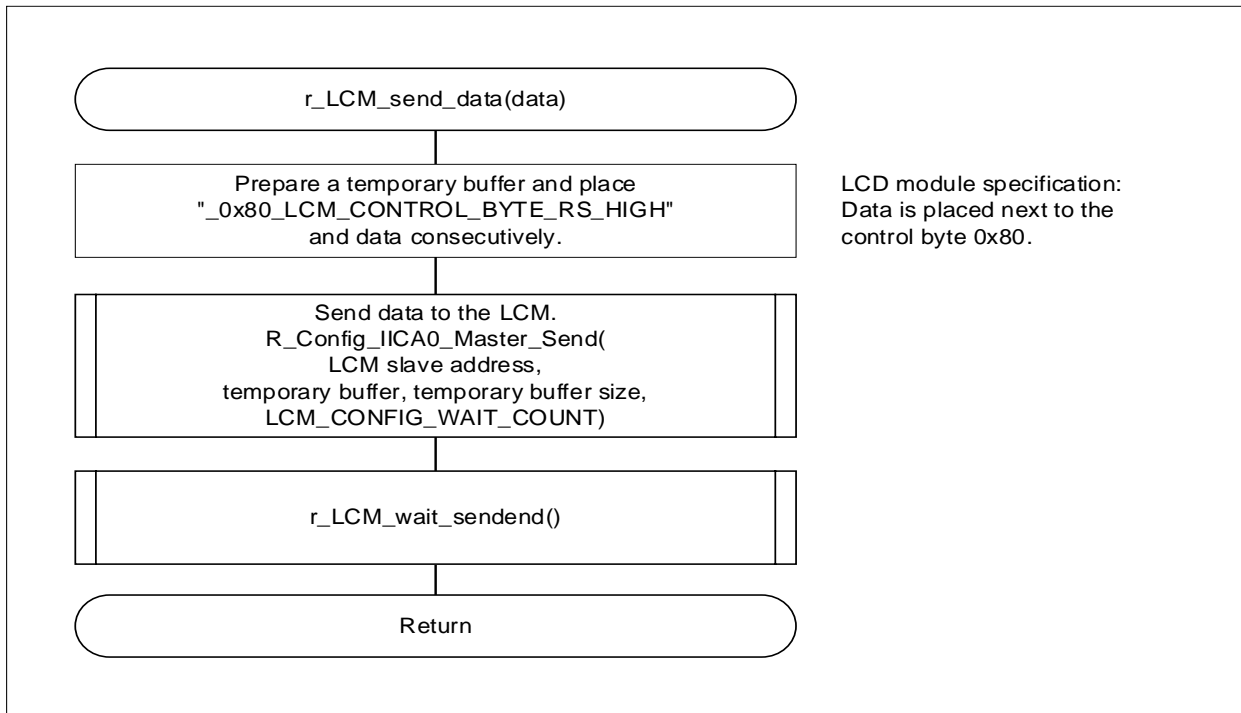 r_LCM_send_data(data)
Prepare a temporary buffer and place
"_0x80_LCM_CONTROL_BYTE_RS_HIGH"
and data consecutively.
LCD module specification:
Data is placed next to the
control byte 0x80.
Send data to the LCM.
R_Config_IICA0_Master_Send(
LCM slave address,
temporary buffer, temporary buffer size,
LCM_CONFIG_WAIT_COUNT)
r_LCM_wait_sendend()
Return